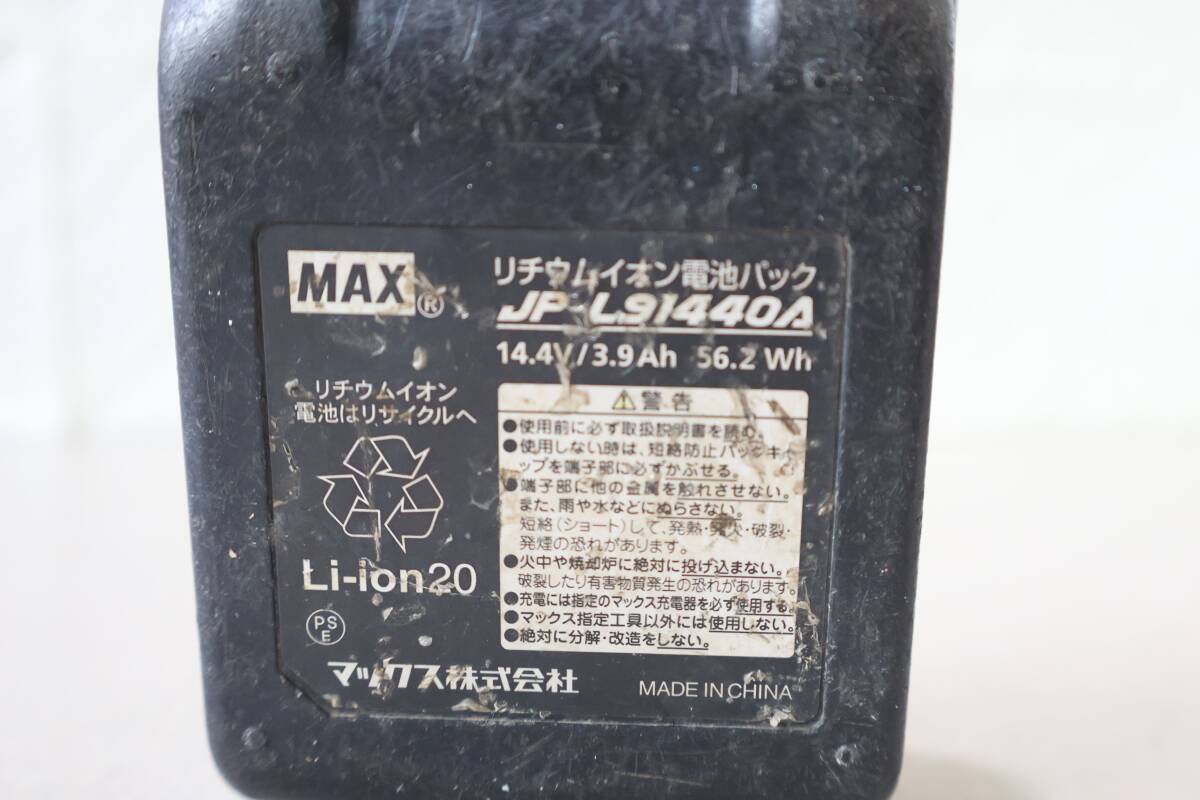 MAX®
リチウムイオン電池パック
JP-L91440A
14.4V/3.9Ah 56.2Wh
リチウムイオン
電池はリサイクルへ
Li-ion20
PS
E
⚠警告
●使用前に必ず取扱説明書を読む。
●使用しない時は、短絡防止パックキャ
ップを端子部に必ずかぶせる。
●端子部に他の金属を触れさせない。
また、雨や水などにぬらさない。
短絡(ショート)して、発熱・発火・破裂・
発煙の恐れがあります。
●火中や焼却炉に絶対に投げ込まない。
破裂したり有害物質発生の恐れがあります。
●充電には指定のマックス充電器を必ず使用する。
●マックス指定工具以外には使用しない。
●絶対に分解・改造をしない。
マックス株式会社
MADE IN CHINA